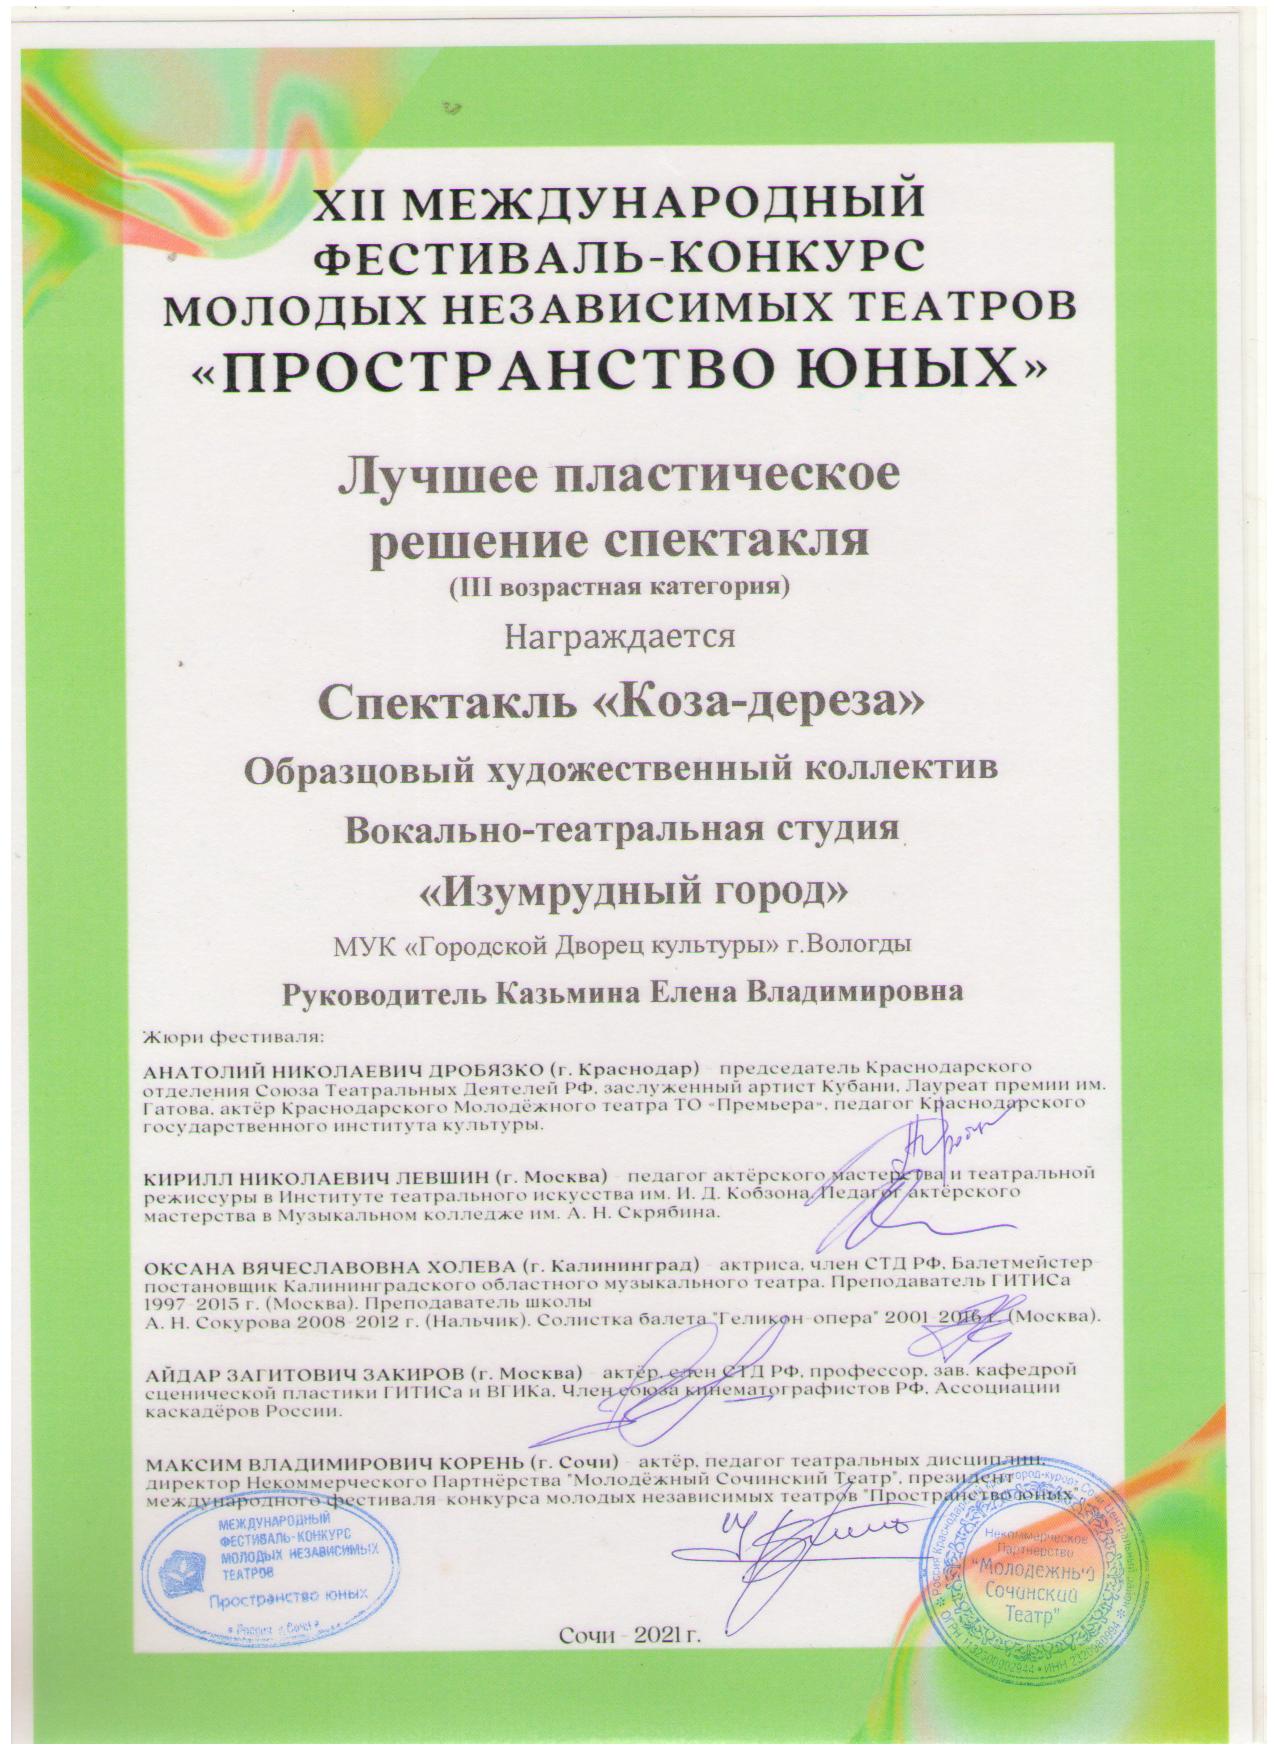 XII МЕЖДУНАРОДНЫЙ
ФЕСТИВАЛЬ-КОНКУРС
МОЛОДЫХ НЕЗАВИСИМЫХ ТЕАТРОВ
«ПРОСТРАНСТВО ЮНЫХ»
Лучшее пластическое
решение спектакля
(III возрастная категория)
Награждается
Спектакль «Коза-дереза»
Образцовый художественный коллектив
Вокально-театральная студия
«Изумрудный город»
МУК «Городской Дворец культуры» г.Вологды
Руководитель Казьмина Елена Владимировна
Жюри фестиваля:
АНАТОЛИЙ НИКОЛАЕВИЧ ДРОБЯЗКО (г. Краснодар) - председатель Краснодарского
отделения Союза Театральных Деятелей РФ, заслуженный артист Кубани, Лауреат премии им.
Гатова, актёр Краснодарского Молодёжного театра ТО «Премьера», педагог Краснодарского
государственного института культуры.
КИРИЛЛ НИКОЛАЕВИЧ ЛЕВШИН (г. Москва) - педагог актёрского мастерства и театральной
режиссуры в Институте театрального искусства им. И. Д. Кобзона. Педагог актёрского
мастерства в Музыкальном колледже им. А. Н. Скрябина.
ОКСАНА ВЯЧЕСЛАВОВНА ХОЛЕВА (г. Калининград) - актриса, член СТД РФ, Балетмейстер-
постановщик Калининградского областного музыкального театра. Преподаватель ГИТИСа
1997-2015 г. (Москва). Преподаватель школы
А. Н. Сокурова 2008-2012 г. (Нальчик). Солистка балета "Геликон-опера" 2001-2016 г. (Москва).
АЙДАР ЗАГИТОВИЧ ЗАКИРОВ (г. Москва) - актёр, член СТД РФ, профессор, зав. кафедрой
сценической пластики ГИТИСа и ВГИКа. Член союза кинематографистов РФ, Ассоциации
каскадёров России.
МАКСИМ ВЛАДИМИРОВИЧ КОРЕНЬ (г. Сочи) - актёр, педагог театральных дисциплин,
директор Некоммерческого Партнёрства "Молодёжный Сочинский Театр", президент
международного фестиваля-конкурса молодых независимых театров "Пространство юных"
МЕЖДУНАРОДНЫЙ
ФЕСТИВАЛЬ-КОНКУРС
МОЛОДЫХ НЕЗАВИСИМЫХ
ТЕАТРОВ
Пространство юных
Россия г.Сочи
Некоммерческое
Партнерство
"Молодежный
Сочинский
Театр"
Сочи - 2021 г.